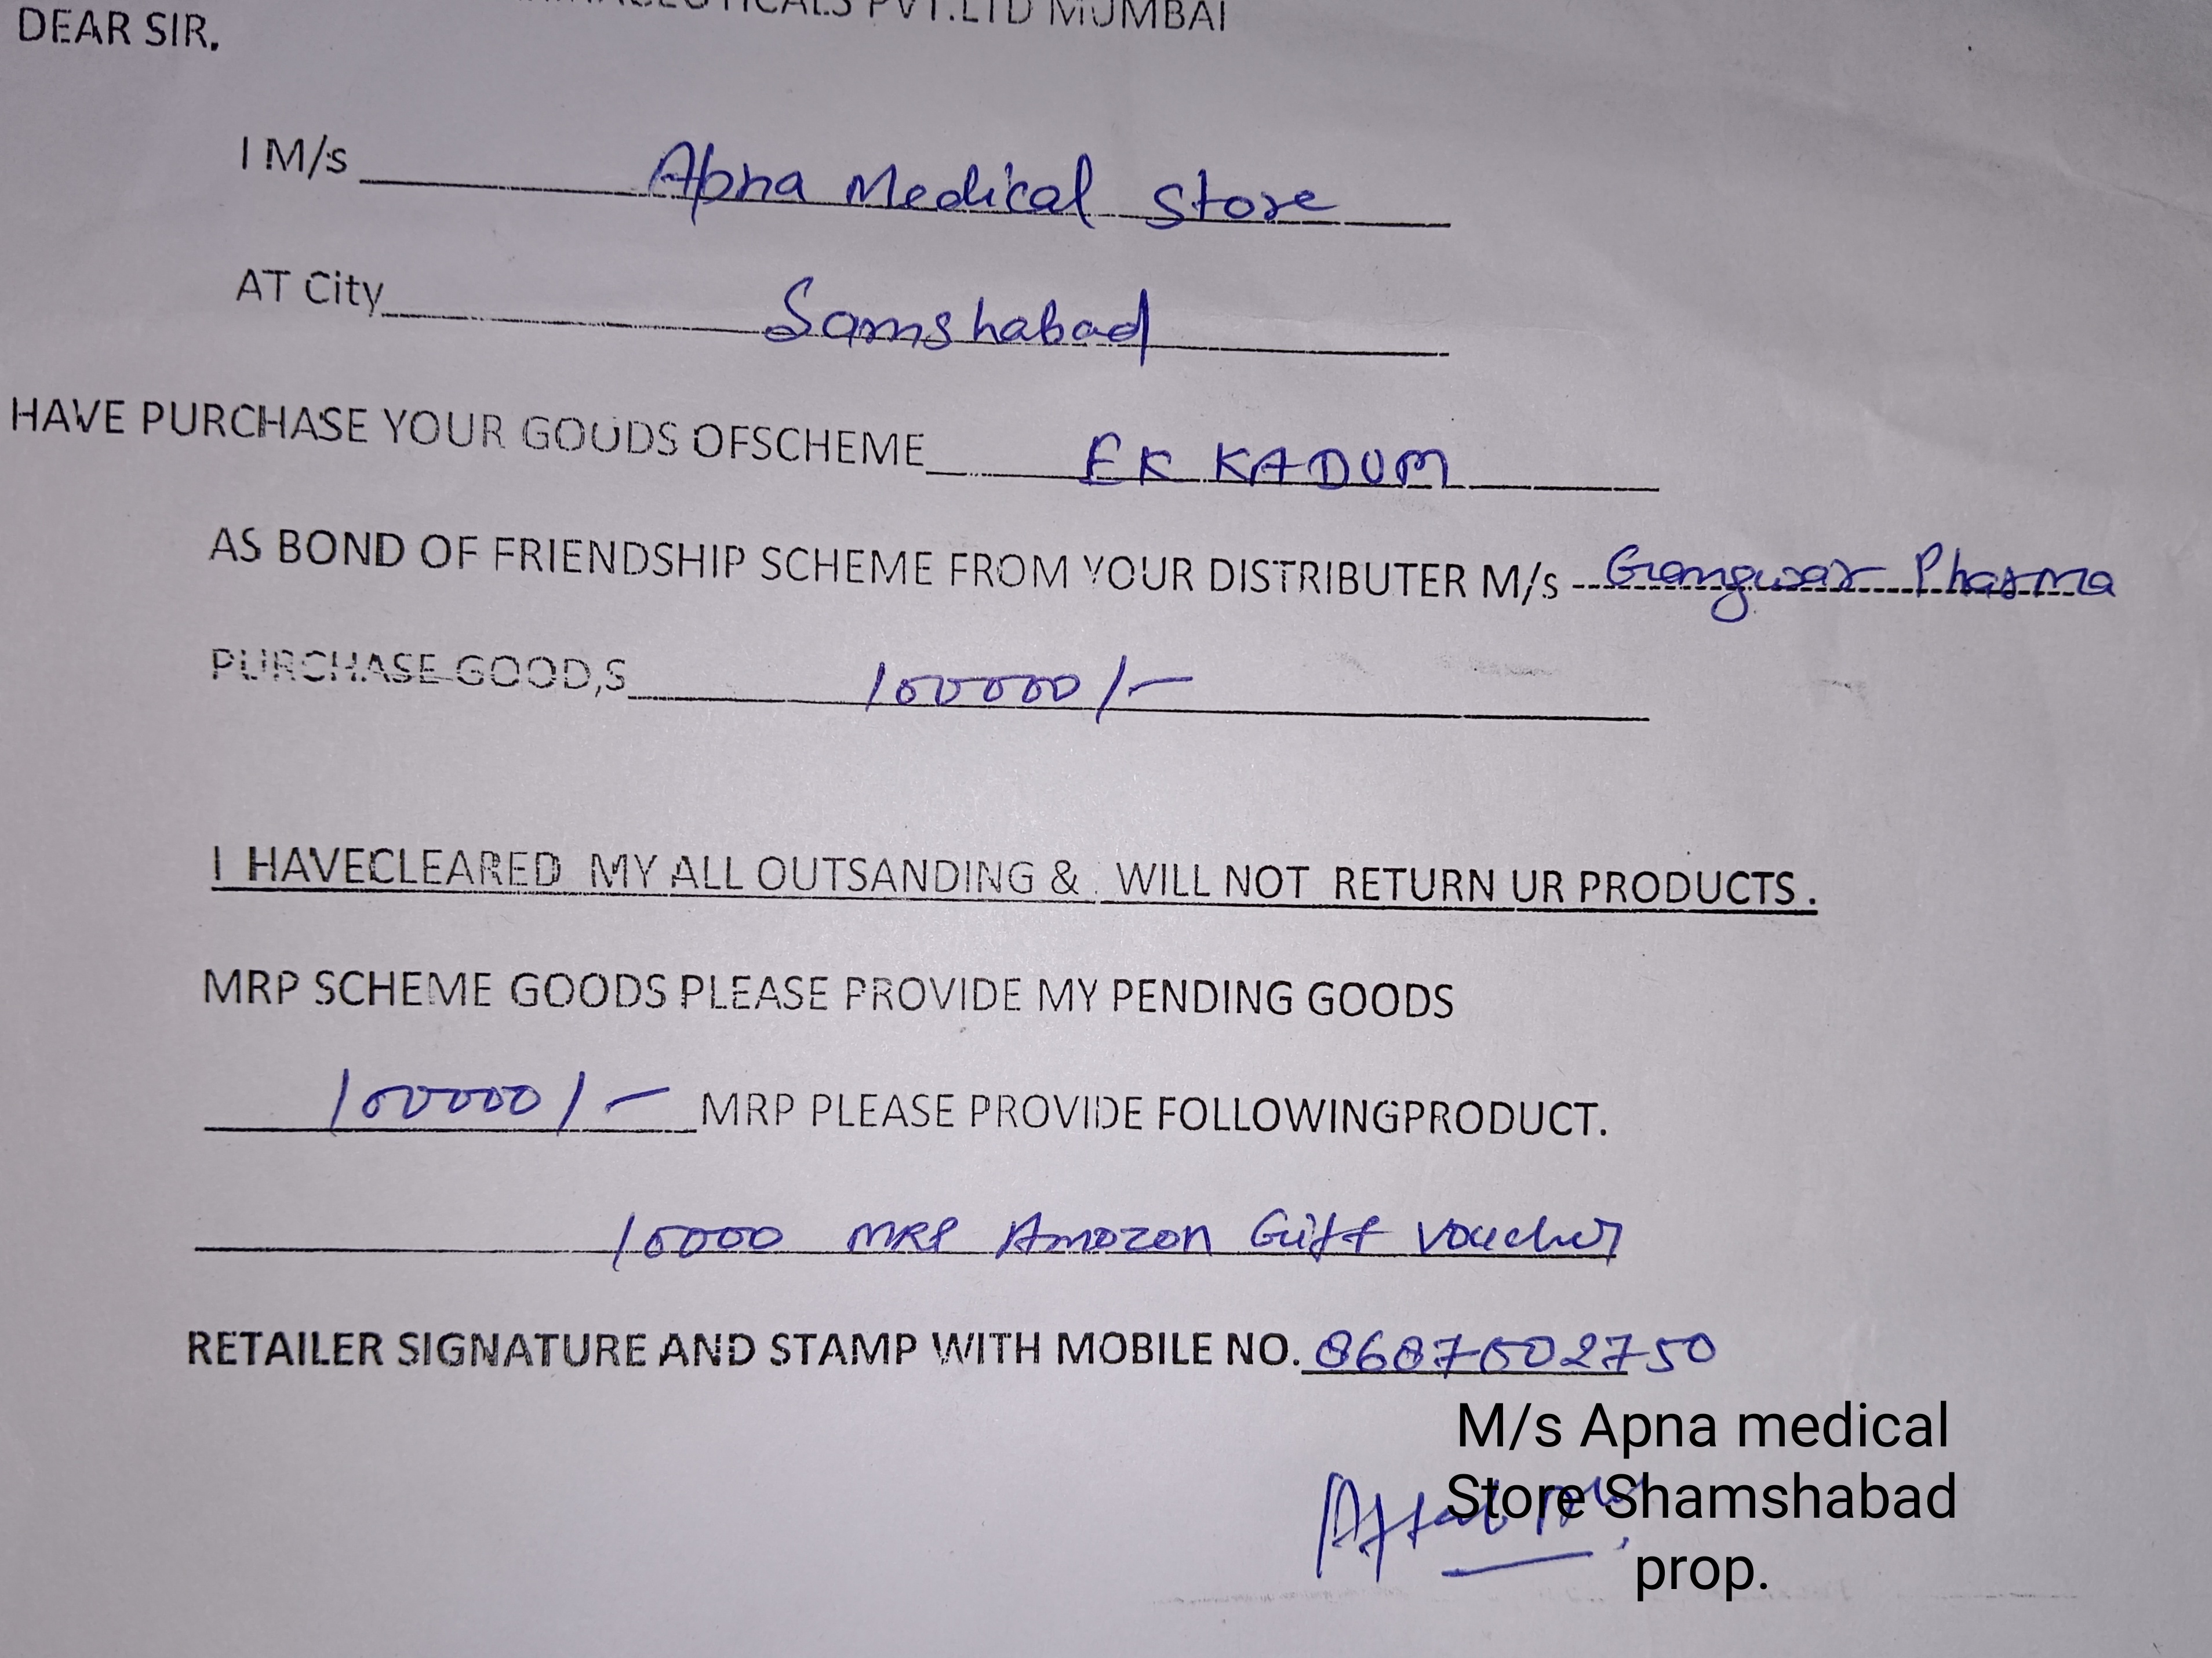 PVT.LTD MUMBAI
DEAR SIR.
I M/s Apna Medical Store
AT City Samshabad
HAVE PURCHASE YOUR GOODS OFSCHEME EK KADUM
AS BOND OF FRIENDSHIP SCHEME FROM YOUR DISTRIBUTER M/s Gangwar Pharma
PURCHASE GOOD,S 100000/-
I HAVECLEARED MY ALL OUTSANDING & WILL NOT RETURN UR PRODUCTS.
MRP SCHEME GOODS PLEASE PROVIDE MY PENDING GOODS
100000/- MRP PLEASE PROVIDE FOLLOWINGPRODUCT.
10000 MRP Amozon Gift Voucher
RETAILER SIGNATURE AND STAMP WITH MOBILE NO. 8687502750
M/s Apna medical
Store Shamshabad
prop.